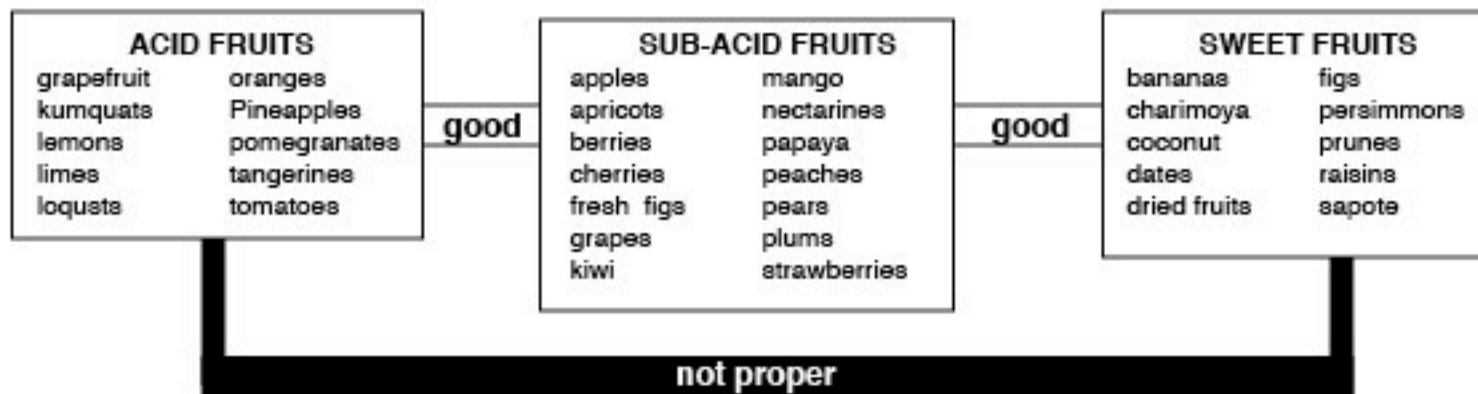 ACID FRUITS
grapefruit oranges
kumquats Pineapples
lemons pomegranates
limes tangerines
loqusts tomatoes
good
SUB-ACID FRUITS
apples mango
apricots nectarines
berries papaya
cherries peaches
fresh figs pears
grapes plums
kiwi strawberries
good
SWEET FRUITS
bananas figs
charimoya persimmons
coconut prunes
dates raisins
dried fruits sapote
not proper